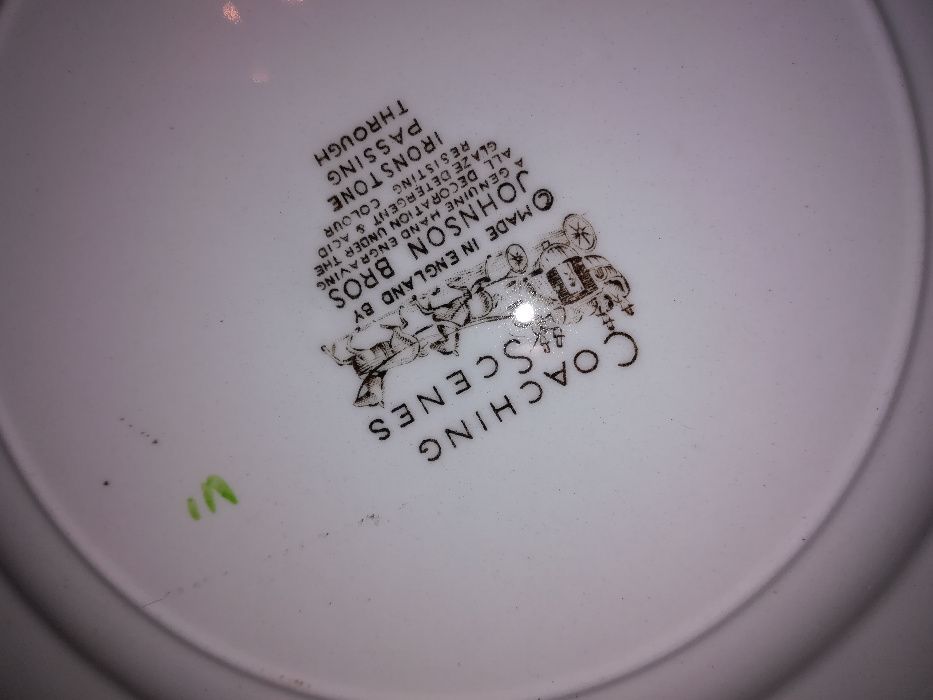 COACHING
SCENES
MADE IN ENGLAND BY
© JOHNSON BROS
A GENUINE HAND ENGRAVING
ALL DECORATION UNDER THE
GLAZE DETERGENT & ACID
RESISTING COLOUR
IRONSTONE
PASSING
THROUGH